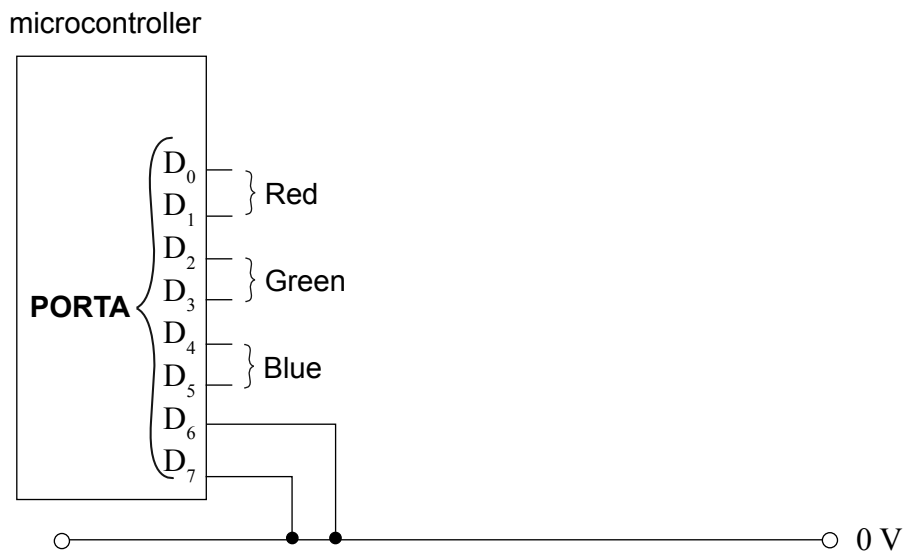 microcontroller
D₀
Red
D₁
D₂
Green
D₃
PORTA
D₄
Blue
D₅
D₆
D₇
0 V